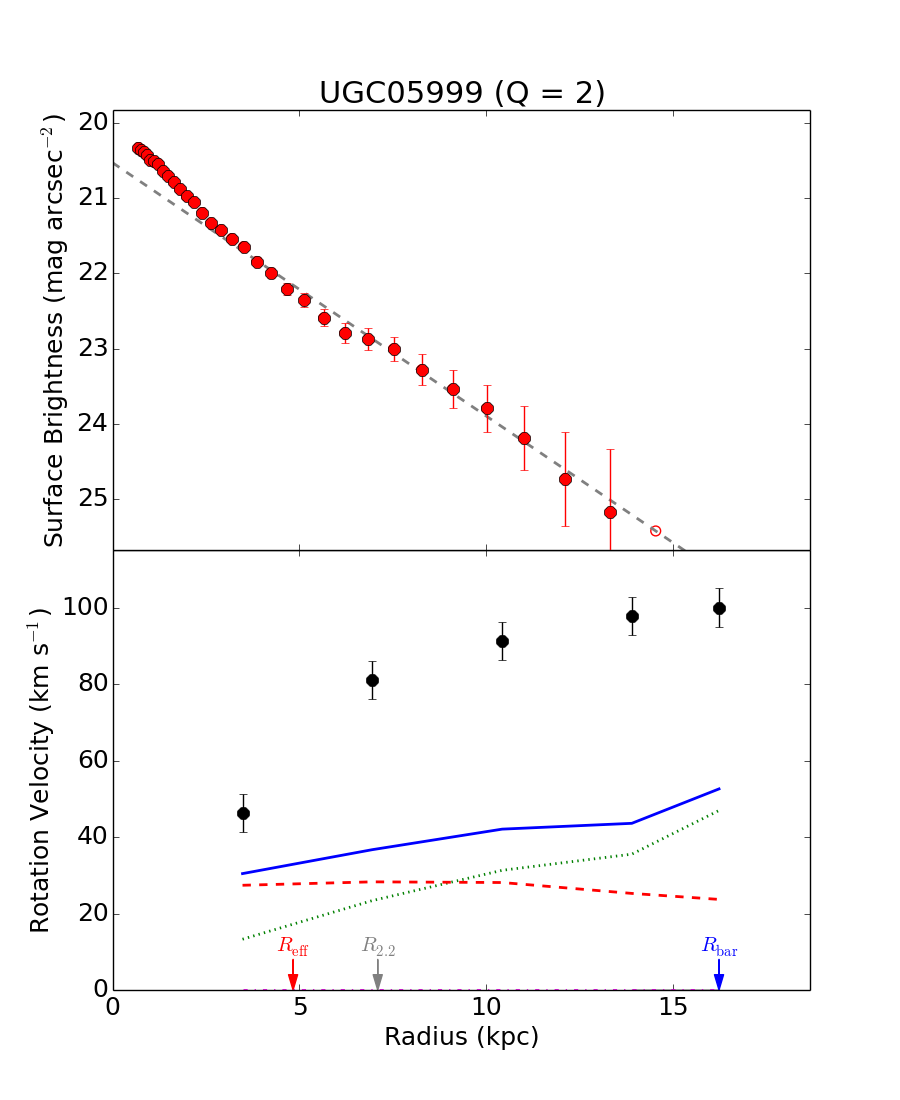 UGC05999 (Q = 2)
Surface Brightness (mag arcsec⁻²)
20
21
22
23
24
25
Rotation Velocity (km s⁻¹)
100
80
60
40
20
0
R_eff
R_2.2
R_bar
0 5 10 15
Radius (kpc)